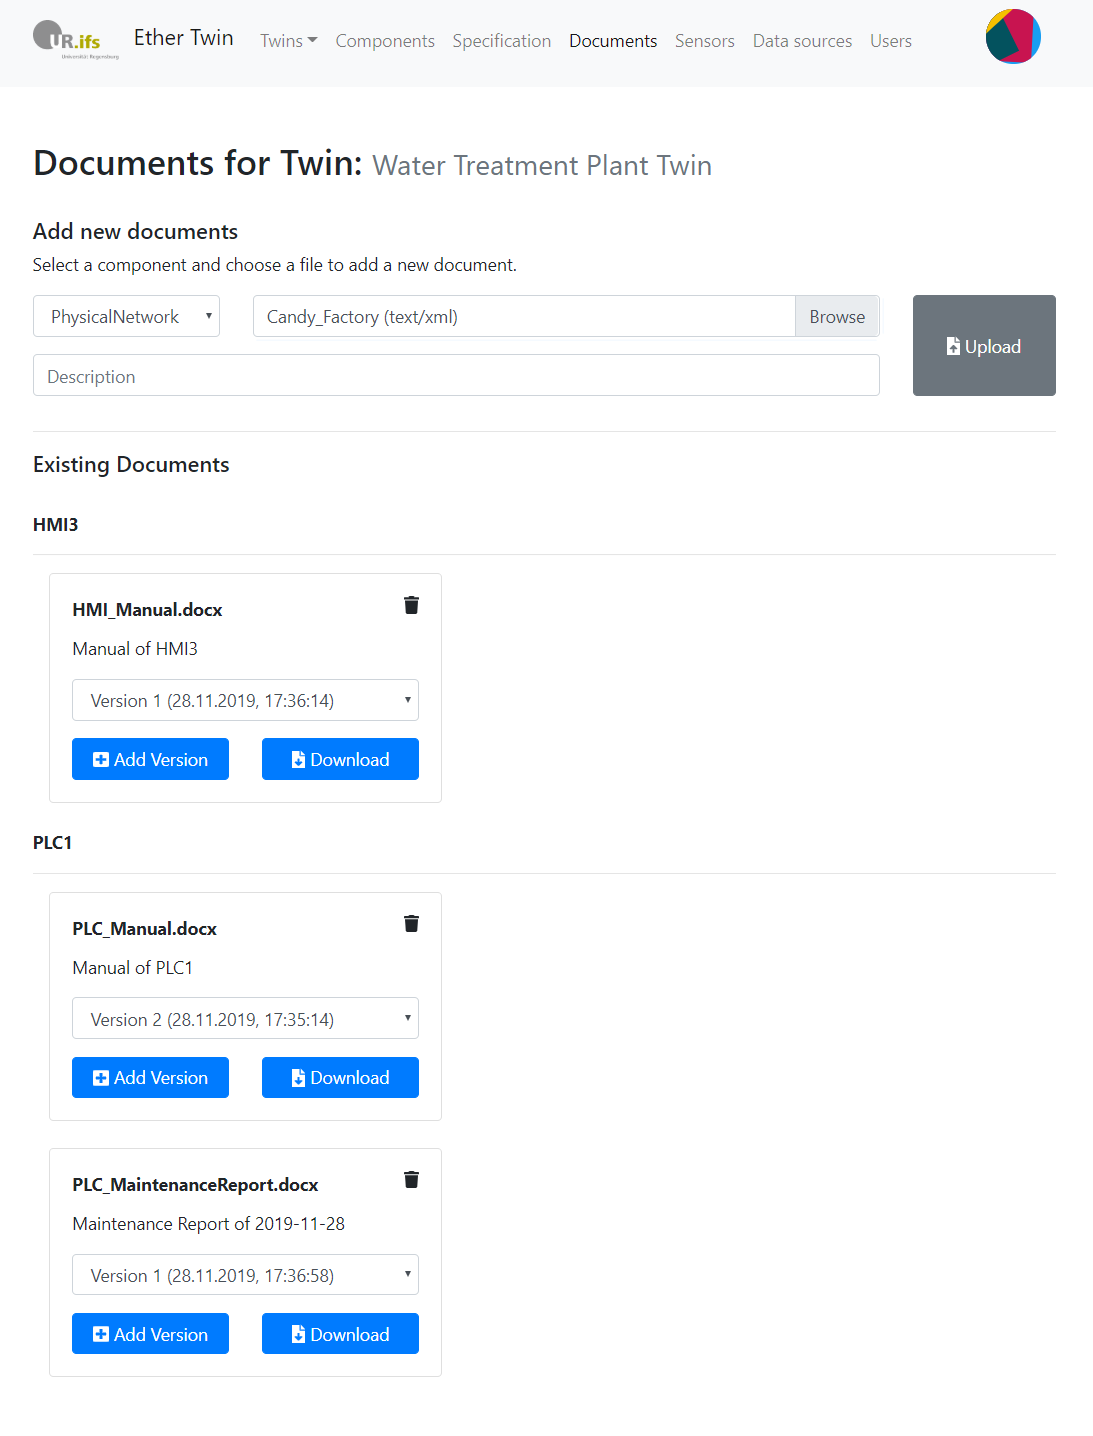 UR.ifs
Universität Regensburg
Ether Twin
Twins Components Specification Documents Sensors Data sources Users
Documents for Twin: Water Treatment Plant Twin
Add new documents
Select a component and choose a file to add a new document.
PhysicalNetwork
Candy_Factory (text/xml) Browse
Upload
Description
Existing Documents
HMI3
HMI_Manual.docx
Manual of HMI3
Version 1 (28.11.2019, 17:36:14)
Add Version Download
PLC1
PLC_Manual.docx
Manual of PLC1
Version 2 (28.11.2019, 17:35:14)
Add Version Download
PLC_MaintenanceReport.docx
Maintenance Report of 2019-11-28
Version 1 (28.11.2019, 17:36:58)
Add Version Download